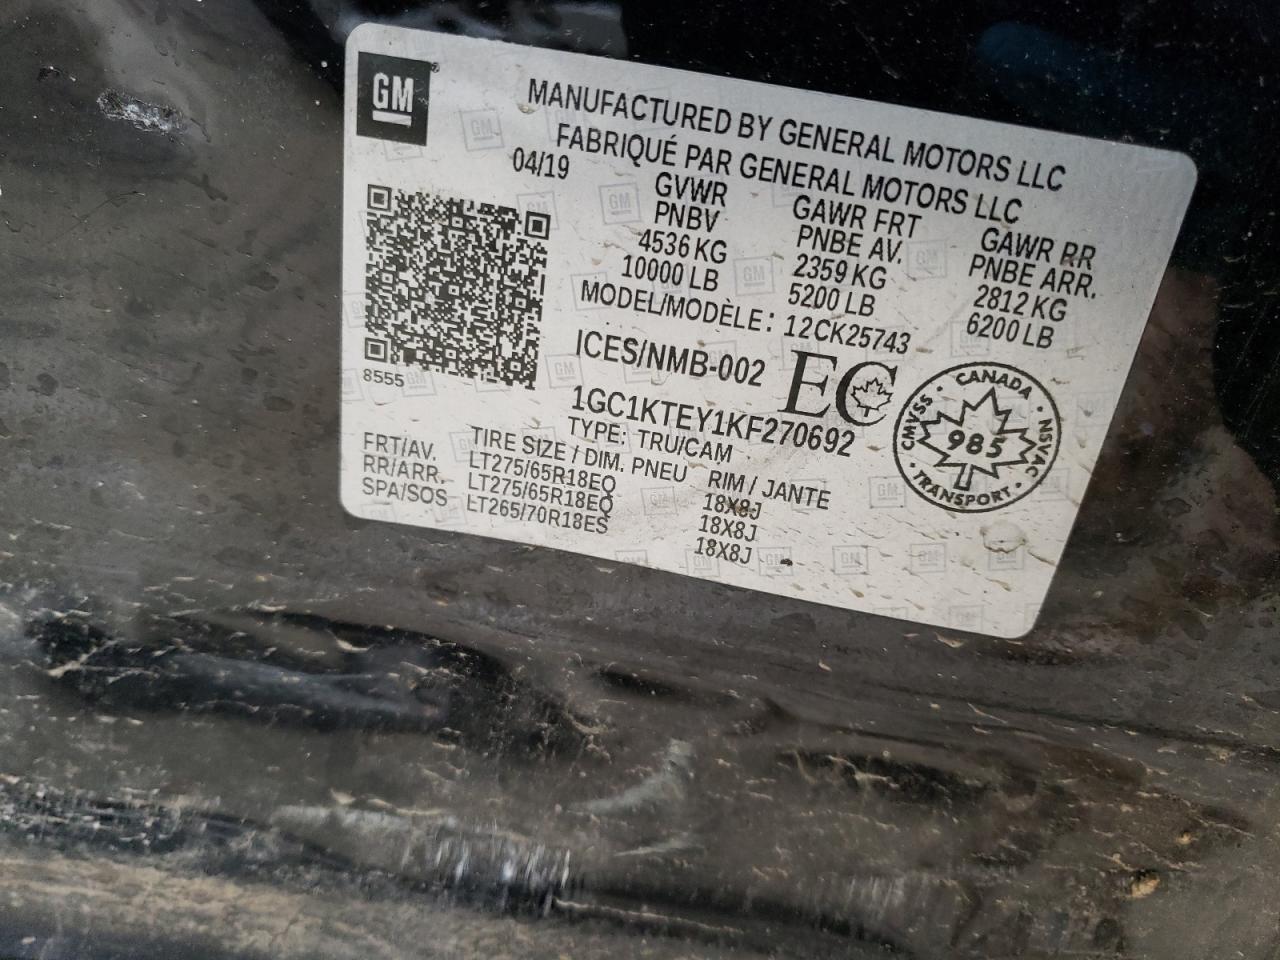 GM
MANUFACTURED BY GENERAL MOTORS LLC
FABRIQUÉ PAR GENERAL MOTORS LLC
04/19
GVWR GAWR FRT GAWR RR
PNBV PNBE AV. PNBE ARR.
4536 KG 2359 KG 2812 KG
10000 LB 5200 LB 6200 LB
MODEL/MODÈLE: 12CK25743
ICES/NMB-002 EC
8555
1GC1KTEY1KF270692
TYPE: TRU/CAM
CANADA
CMVSS · NSVAC
985
TRANSPORT
TIRE SIZE / DIM. PNEU RIM / JANTE
FRT/AV. LT275/65R18EQ 18X8J
RR/ARR. LT275/65R18EQ 18X8J
SPA/SOS LT265/70R18ES 18X8J